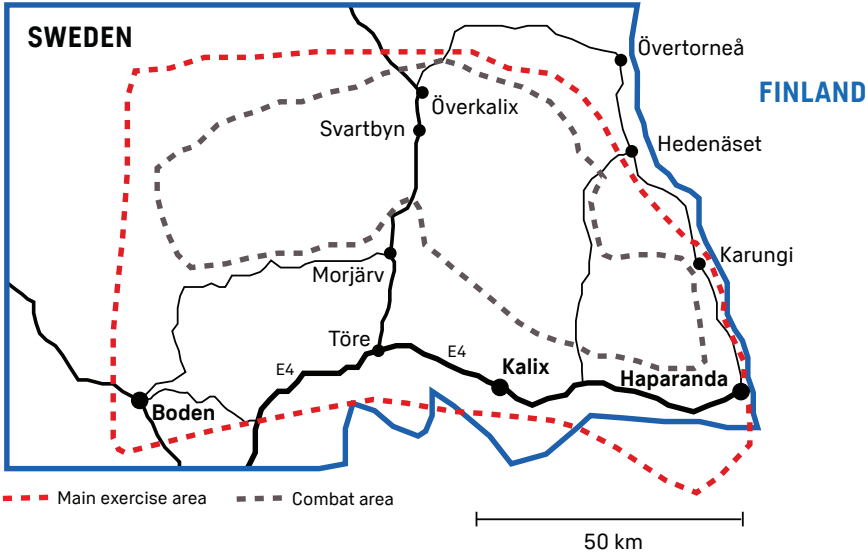 SWEDEN
Övertorneå
FINLAND
Överkalix
Svartbyn
Hedenäset
Karungi
Morjärv
Töre
E4
E4
Kalix
Haparanda
Boden
Main exercise area
Combat area
50 km